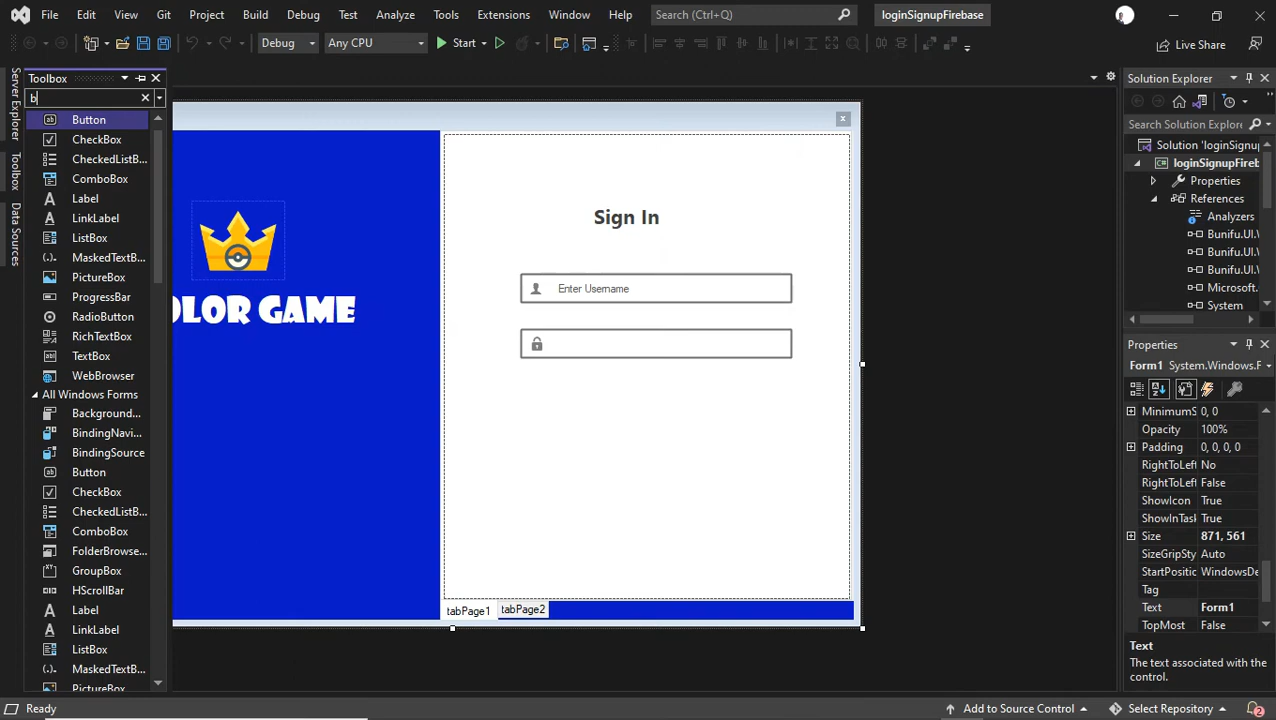 File Edit View Git Project Build Debug Test Analyze Tools Extensions Window Help Search (Ctrl+Q) loginSignupFirebase
Debug Any CPU Start Live Share
Server Explorer
Toolbox
Data Sources
Toolbox
b
Button
CheckBox
CheckedListB...
ComboBox
Label
LinkLabel
ListBox
MaskedTextB...
PictureBox
ProgressBar
RadioButton
RichTextBox
TextBox
WebBrowser
All Windows Forms
Background...
BindingNavi...
BindingSource
Button
CheckBox
CheckedListB...
ComboBox
FolderBrowse...
GroupBox
HScrollBar
Label
LinkLabel
ListBox
MaskedTextB...
PictureBox
OLOR GAME
Sign In
Enter Username
tabPage1 tabPage2
Solution Explorer
Search Solution Explorer
Solution 'loginSignup
loginSignupFireb
Properties
References
Analyzers
Bunifu.UI.
Bunifu.UI.
Bunifu.UI.
Microsoft.
System
Properties
Form1 System.Windows.F
MinimumS 0, 0
Opacity 100%
Padding 0, 0, 0, 0
RightToLeft No
RightToLeft False
ShowIcon True
ShowInTask True
Size 871, 561
SizeGripSty Auto
StartPositic WindowsDe
Tag
Text Form1
TopMost False
Text
The text associated with the control.
Ready Add to Source Control Select Repository 2